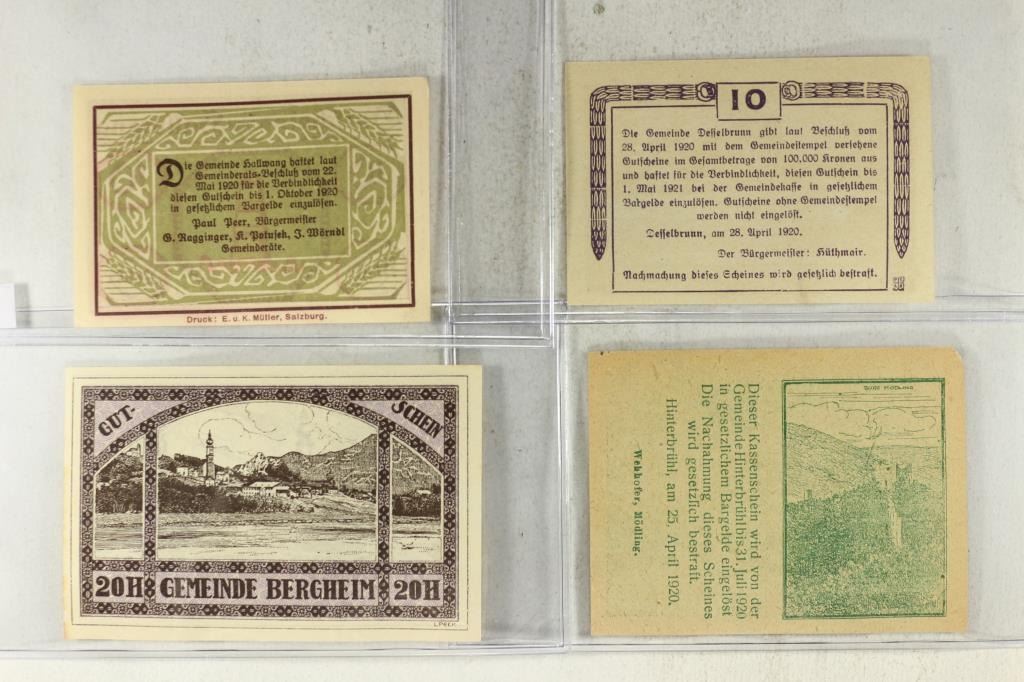 Die Gemeinde Hallwang haftet laut
Gemeinderats-Beschluß vom 22.
Mai 1920 für die Verbindlichkeit
diesen Gutschein bis 1. Oktober 1920
in gesetzlichem Bargelde einzulösen.
Paul Peer, Bürgermeister
G. Ragginger, K. Potusek, J. Wörndl
Gemeinderäte.
Druck: E. u. K. Müller, Salzburg.
10
Die Gemeinde Desselbrunn gibt laut Beschluß vom
28. April 1920 mit dem Gemeindestempel versehene
Gutscheine im Gesamtbetrage von 100.000 Kronen aus
und haftet für die Verbindlichkeit, diesen Gutschein bis
1. Mai 1921 bei der Gemeindekasse in gesetzlichem
Bargelde einzulösen. Gutscheine ohne Gemeindestempel
werden nicht eingelöst.
Desselbrunn, am 28. April 1920.
Der Bürgermeister: Hüthmair.
Nachmachung dieses Scheines wird gesetzlich bestraft.
GUT-
SCHEIN
20H GEMEINDE BERGHEIM 20H
L.PEER
BURG MÖDLING
Dieser Kassenschein wird von der
Gemeinde Hinterbrühl bis 31. Juli 1920
in gesetzlichem Bargelde eingelöst
Die Nachahmung dieses Scheines
wird gesetzlich bestraft.
Hinterbrühl, am 25. April 1920.
Wehhofer, Mödling.